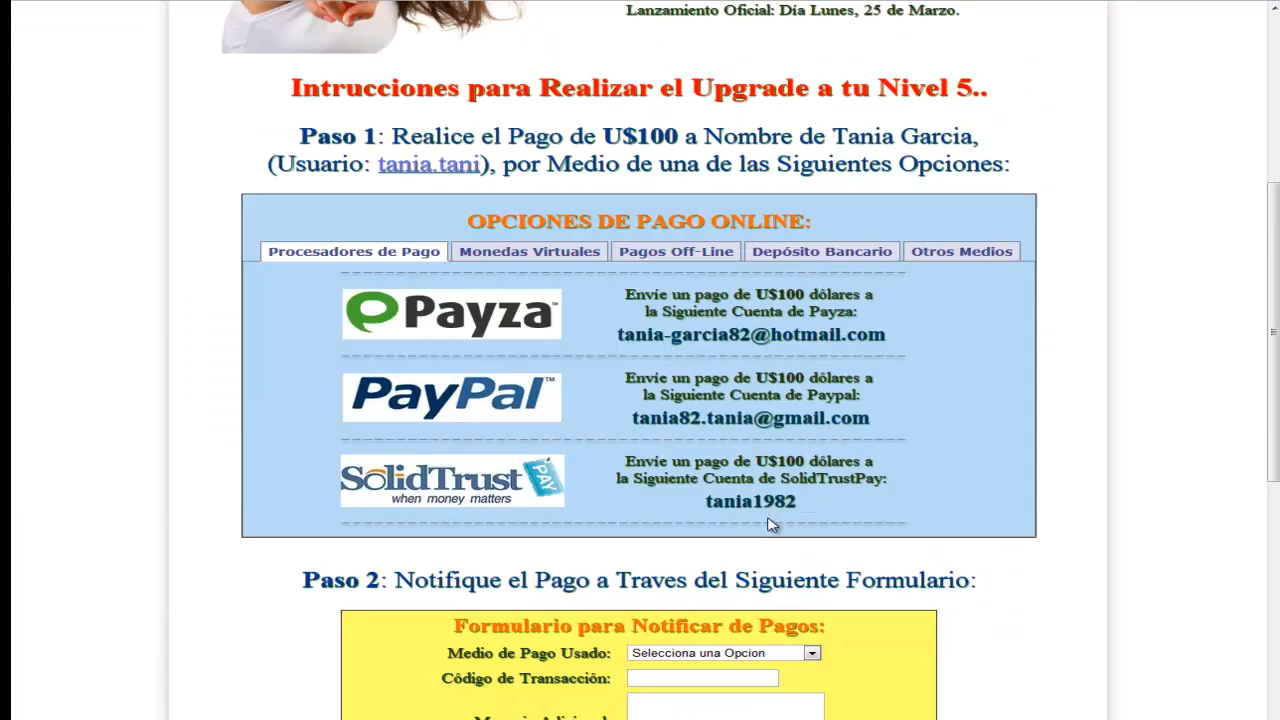 Lanzamiento Oficial: Día Lunes, 25 de Marzo.
Intrucciones para Realizar el Upgrade a tu Nivel 5..
Paso 1: Realice el Pago de U$100 a Nombre de Tania Garcia,
(Usuario: tania.tani), por Medio de una de las Siguientes Opciones:
OPCIONES DE PAGO ONLINE:
Procesadores de Pago Monedas Virtuales Pagos Off-Line Depósito Bancario Otros Medios
Payza™
Envíe un pago de U$100 dólares a
la Siguiente Cuenta de Payza:
tania-garcia82@hotmail.com
PayPal™
Envíe un pago de U$100 dólares a
la Siguiente Cuenta de Paypal:
tania82.tania@gmail.com
SolidTrust PAY
when money matters
Envíe un pago de U$100 dólares a
la Siguiente Cuenta de SolidTrustPay:
tania1982
Paso 2: Notifique el Pago a Traves del Siguiente Formulario:
Formulario para Notificar de Pagos:
Medio de Pago Usado: Selecciona una Opcion
Código de Transacción: